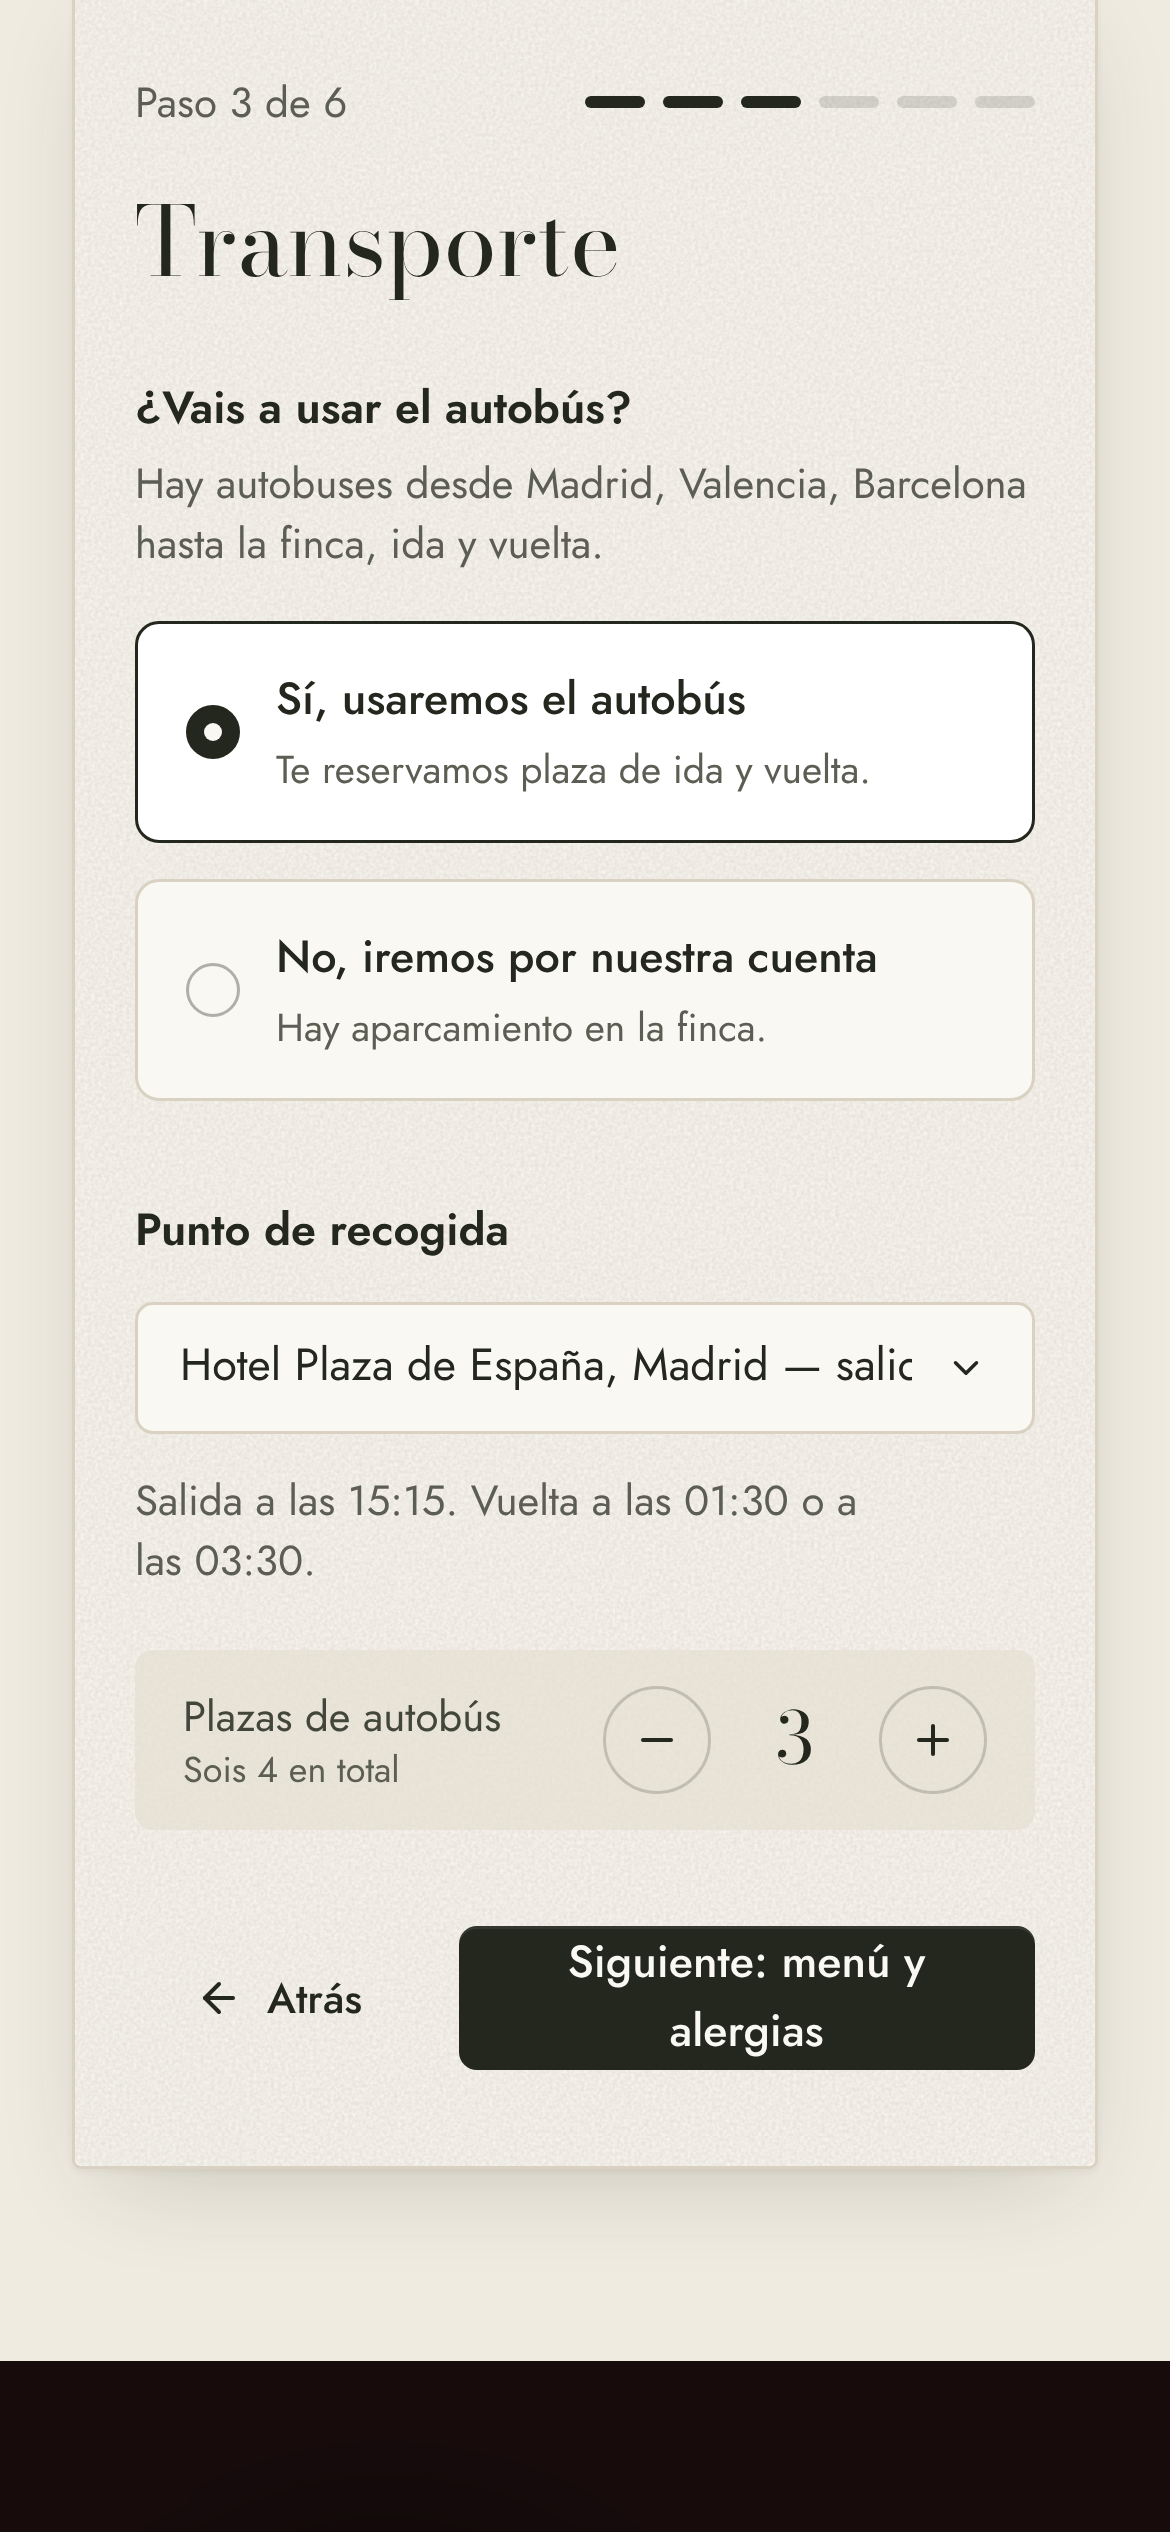 Paso 3 de 6
Transporte
¿Vais a usar el autobús?
Hay autobuses desde Madrid, Valencia, Barcelona
hasta la finca, ida y vuelta.
Sí, usaremos el autobús
Te reservamos plaza de ida y vuelta.
No, iremos por nuestra cuenta
Hay aparcamiento en la finca.
Punto de recogida
Hotel Plaza de España, Madrid —
Salida a las 15:15. Vuelta a las 01:30 o a
las 03:30.
Plazas de autobús
Sois 4 en total
− 3 +
← Atrás
Siguiente: menú y
alergias